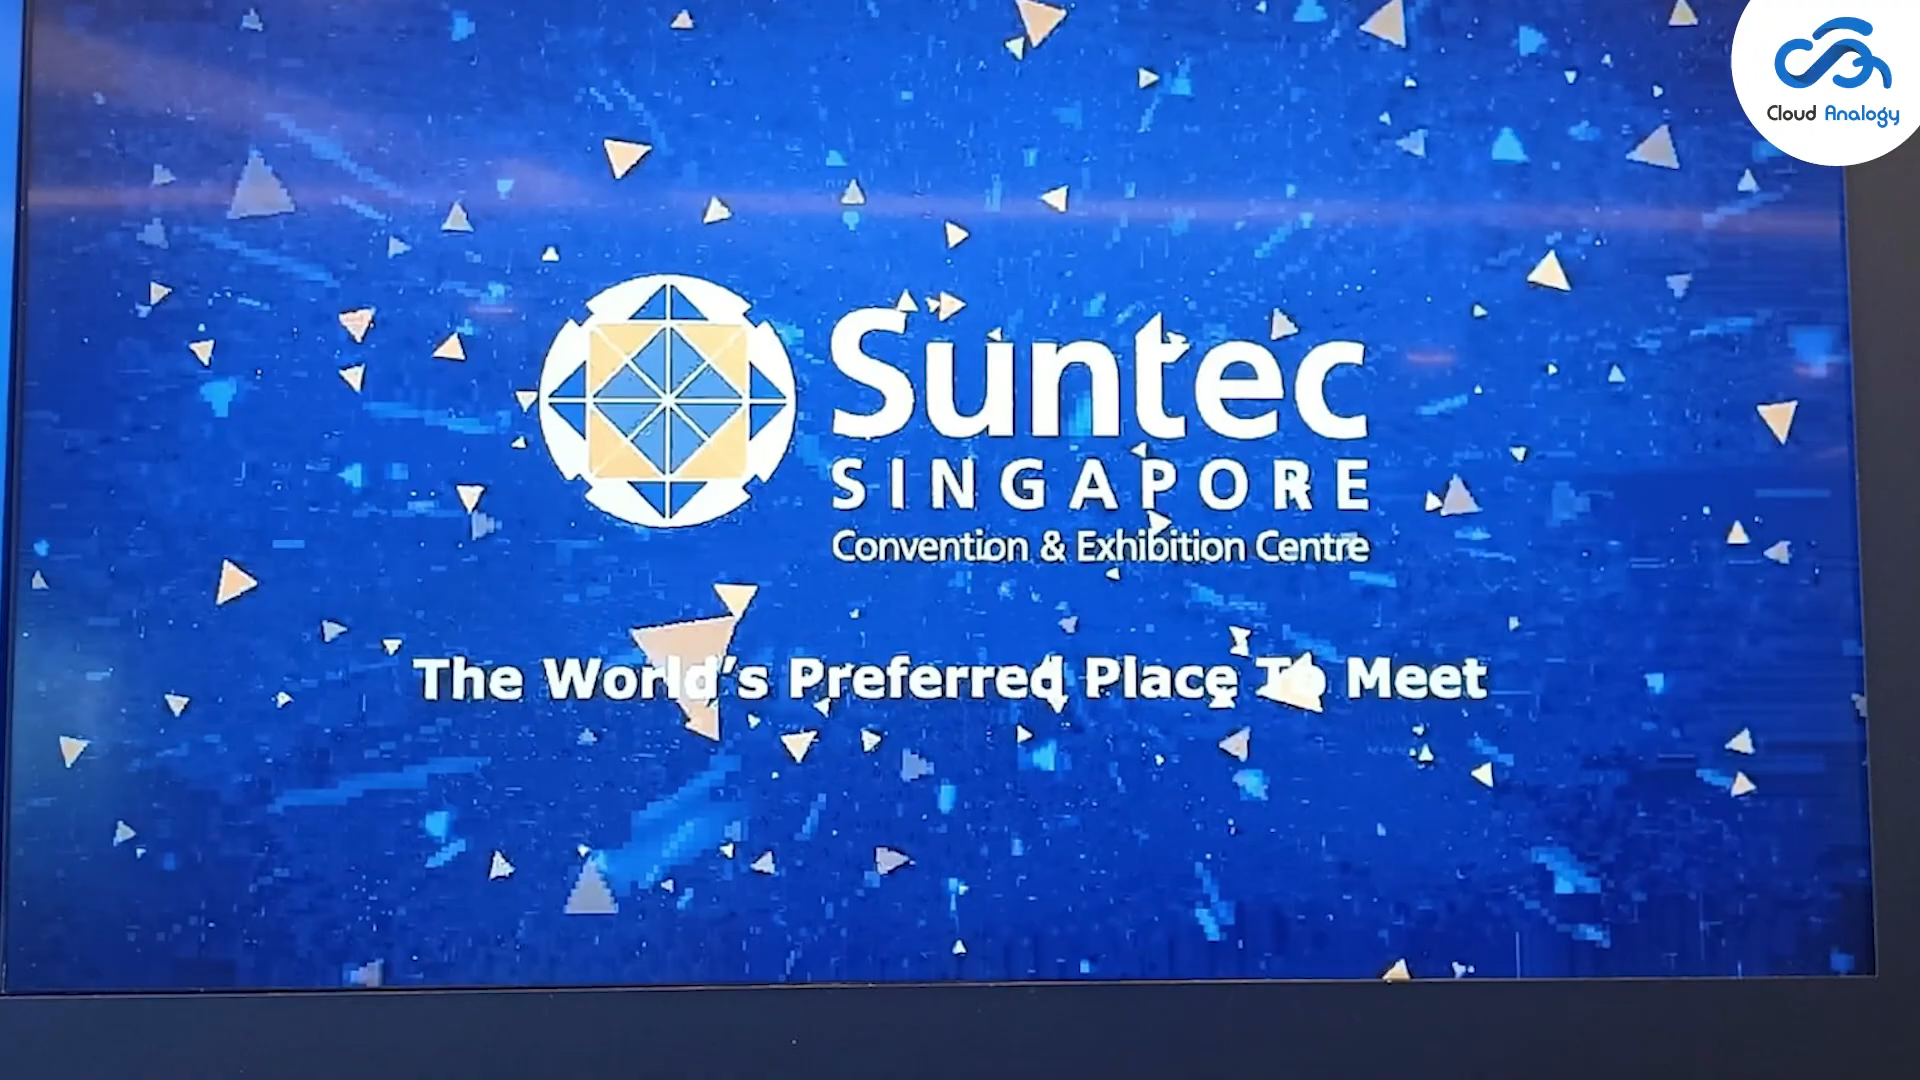 Cloud Analogy
Suntec
SINGAPORE
Convention & Exhibition Centre
The World's Preferred Place To Meet